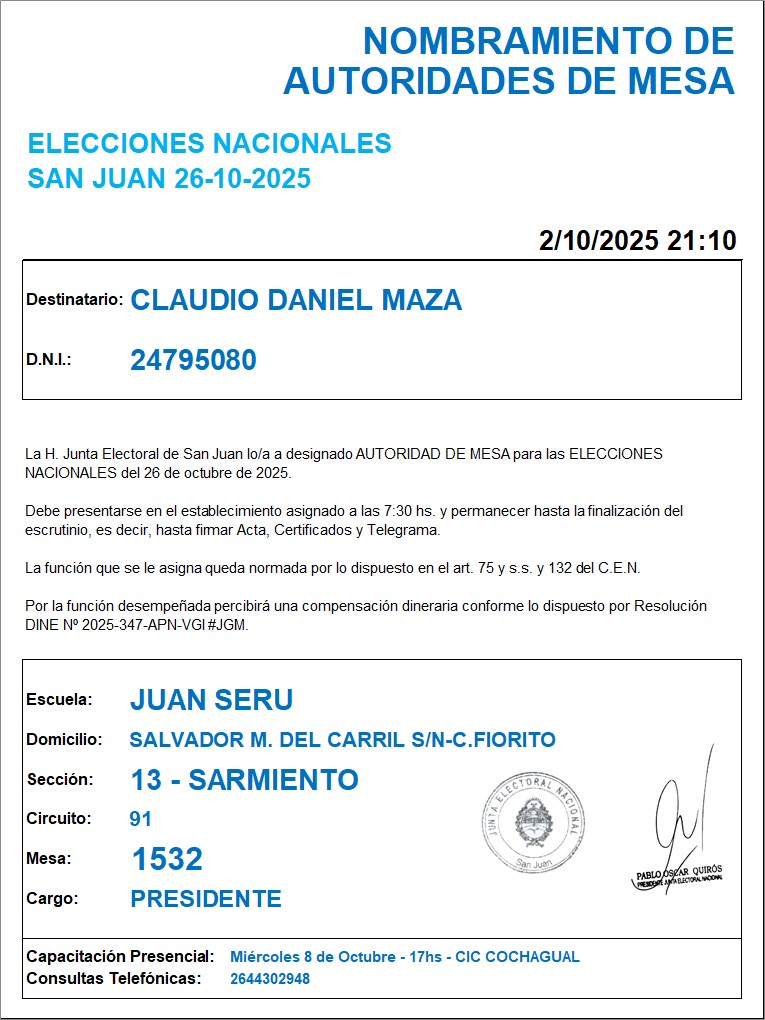 NOMBRAMIENTO DE
AUTORIDADES DE MESA
ELECCIONES NACIONALES
SAN JUAN 26-10-2025
2/10/2025 21:10
Destinatario: CLAUDIO DANIEL MAZA
D.N.I.: 24795080
La H. Junta Electoral de San Juan lo/a a designado AUTORIDAD DE MESA para las ELECCIONES
NACIONALES del 26 de octubre de 2025.
Debe presentarse en el establecimiento asignado a las 7:30 hs. y permanecer hasta la finalización del
escrutinio, es decir, hasta firmar Acta, Certificados y Telegrama.
La función que se le asigna queda normada por lo dispuesto en el art. 75 y s.s. y 132 del C.E.N.
Por la función desempeñada percibirá una compensación dineraria conforme lo dispuesto por Resolución
DINE Nº 2025-347-APN-VGI#JGM.
Escuela: JUAN SERU
Domicilio: SALVADOR M. DEL CARRIL S/N-C.FIORITO
Sección: 13 - SARMIENTO
Circuito: 91
Mesa: 1532
Cargo: PRESIDENTE
JUNTA ELECTORAL NACIONAL
San Juan
PABLO OSCAR QUIRÓS
PRESIDENTE JUNTA ELECTORAL NACIONAL
Capacitación Presencial: Miércoles 8 de Octubre - 17hs - CIC COCHAGUAL
Consultas Telefónicas: 2644302948